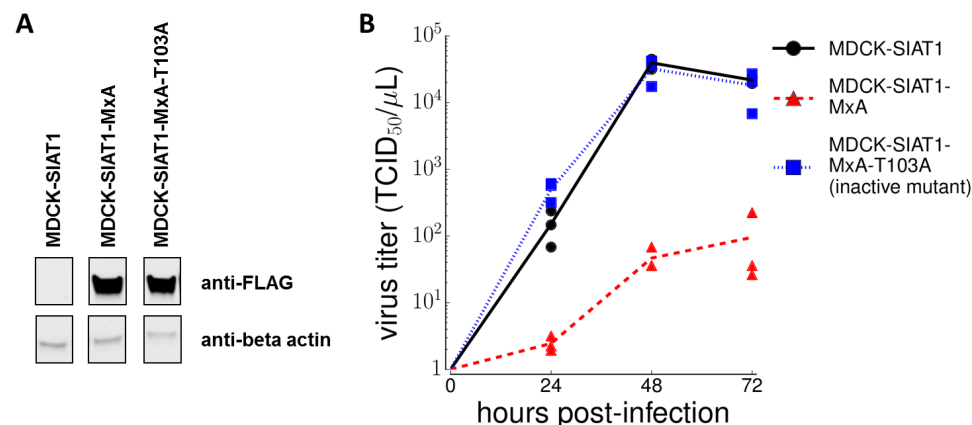 A
MDCK-SIAT1
MDCK-SIAT1-MxA
MDCK-SIAT1-MxA-T103A
anti-FLAG
anti-beta actin
B
virus titer (TCID50/μL)
10^5
10^4
10^3
10^2
10^1
1
0
24
48
72
hours post-infection
MDCK-SIAT1
MDCK-SIAT1-
MxA
MDCK-SIAT1-
MxA-T103A
(inactive mutant)